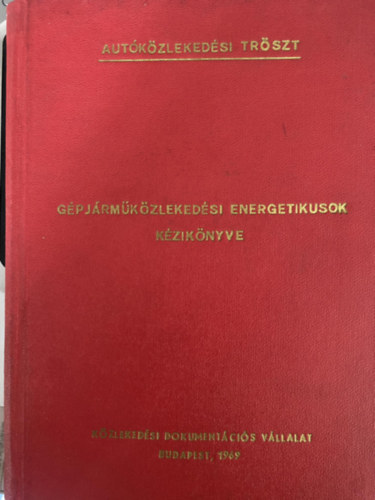 AUTÓKÖZLEKEDÉSI TRÖSZT
GÉPJÁRMŰKÖZLEKEDÉSI ENERGETIKUSOK
KÉZIKÖNYVE
KÖZLEKEDÉSI DOKUMENTÁCIÓS VÁLLALAT
BUDAPEST, 1969